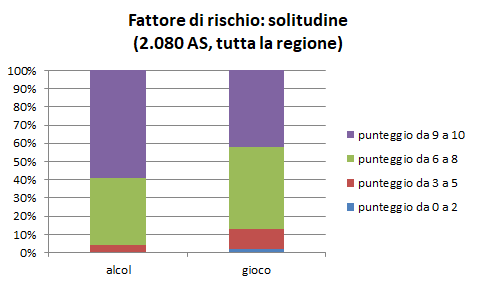 Fattore di rischio: solitudine
(2.080 AS, tutta la regione)
100%
90%
80%
70%
60%
50%
40%
30%
20%
10%
0%
alcol
gioco
punteggio da 9 a 10
punteggio da 6 a 8
punteggio da 3 a 5
punteggio da 0 a 2